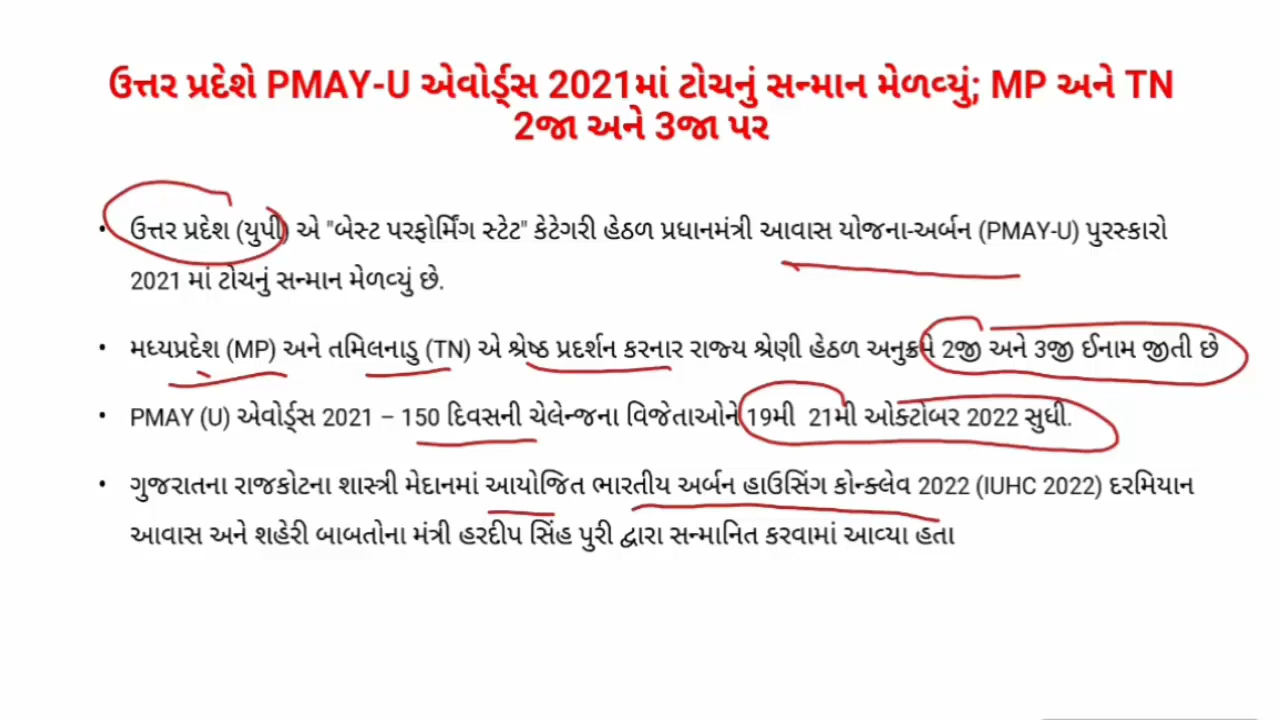 ઉત્તર પ્રદેશે PMAY-U એવોર્ડ્સ 2021માં ટોચનું સન્માન મેળવ્યું; MP અને TN
2જા અને 3જા પર
• ઉત્તર પ્રદેશ (યુપી) એ "બેસ્ટ પરફોર્મિંગ સ્ટેટ" કેટેગરી હેઠળ પ્રધાનમંત્રી આવાસ યોજના-અર્બન (PMAY-U) પુરસ્કારો
2021 માં ટોચનું સન્માન મેળવ્યું છે.
• મધ્યપ્રદેશ (MP) અને તમિલનાડુ (TN) એ શ્રેષ્ઠ પ્રદર્શન કરનાર રાજ્ય શ્રેણી હેઠળ અનુક્રમે 2જી અને 3જી ઈનામ જીતી છે
• PMAY (U) એવોર્ડ્સ 2021 – 150 દિવસની ચેલેન્જના વિજેતાઓને 19મી 21મી ઓક્ટોબર 2022 સુધી.
• ગુજરાતના રાજકોટના શાસ્ત્રી મેદાનમાં આયોજિત ભારતીય અર્બન હાઉસિંગ કોન્ક્લેવ 2022 (IUHC 2022) દરમિયાન
આવાસ અને શહેરી બાબતોના મંત્રી હરદીપ સિંહ પુરી દ્વારા સન્માનિત કરવામાં આવ્યા હતા